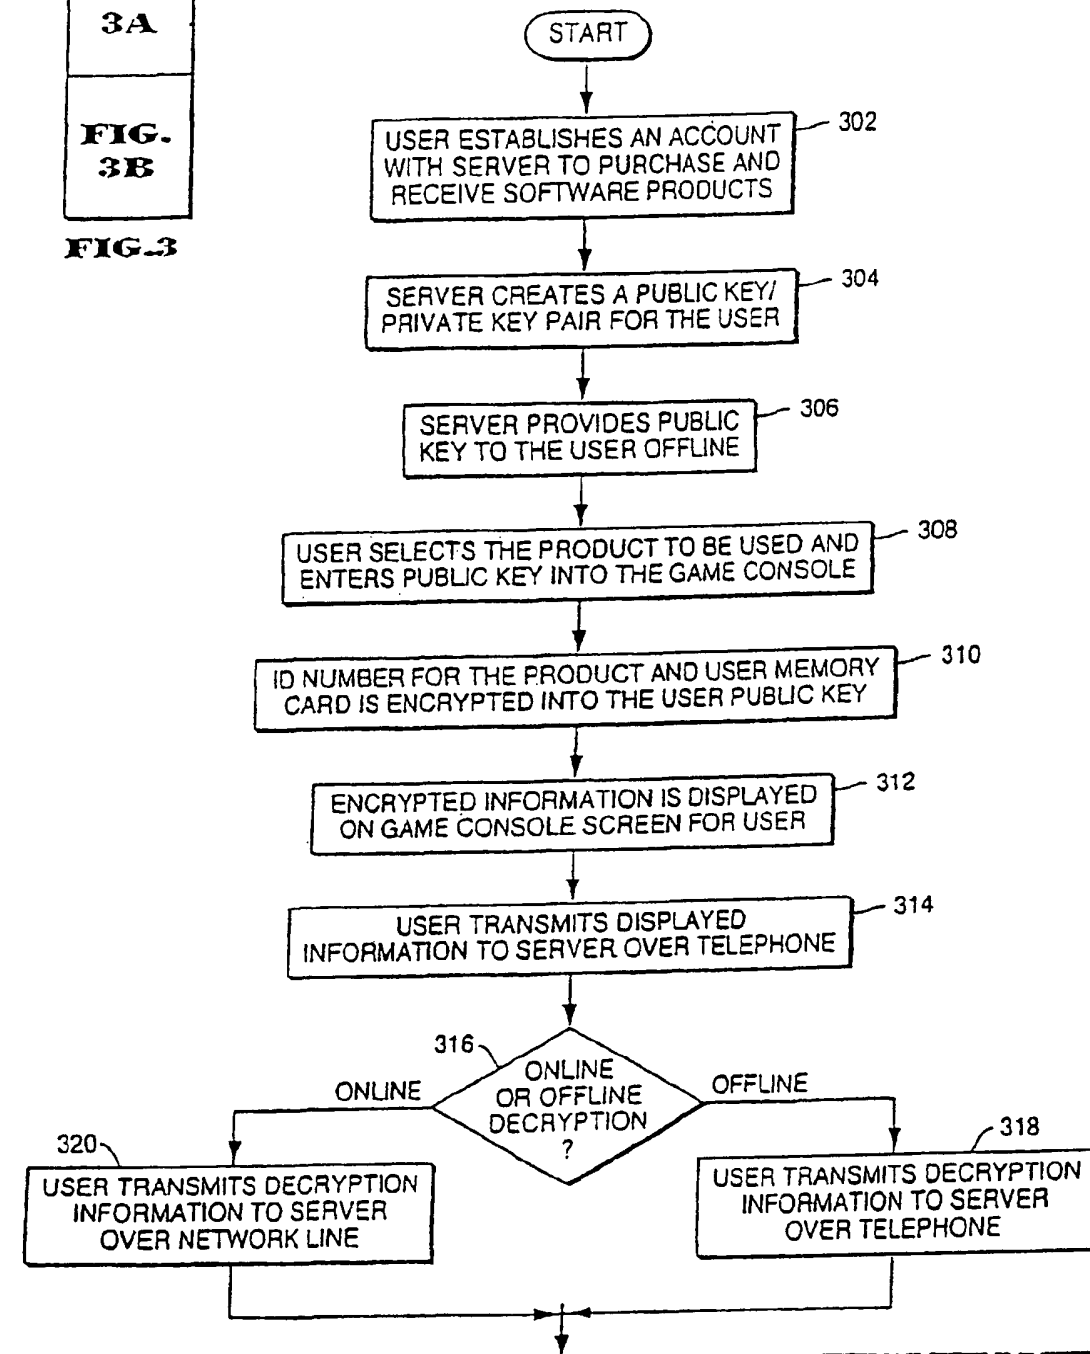 3A
FIG.
3B
FIG.3
START
302
USER ESTABLISHES AN ACCOUNT
WITH SERVER TO PURCHASE AND
RECEIVE SOFTWARE PRODUCTS
304
SERVER CREATES A PUBLIC KEY/
PRIVATE KEY PAIR FOR THE USER
306
SERVER PROVIDES PUBLIC
KEY TO THE USER OFFLINE
308
USER SELECTS THE PRODUCT TO BE USED AND
ENTERS PUBLIC KEY INTO THE GAME CONSOLE
310
ID NUMBER FOR THE PRODUCT AND USER MEMORY
CARD IS ENCRYPTED INTO THE USER PUBLIC KEY
312
ENCRYPTED INFORMATION IS DISPLAYED
ON GAME CONSOLE SCREEN FOR USER
314
USER TRANSMITS DISPLAYED
INFORMATION TO SERVER OVER TELEPHONE
316
ONLINE
OR OFFLINE
DECRYPTION
?
ONLINE
OFFLINE
320
USER TRANSMITS DECRYPTION
INFORMATION TO SERVER
OVER NETWORK LINE
318
USER TRANSMITS DECRYPTION
INFORMATION TO SERVER
OVER TELEPHONE